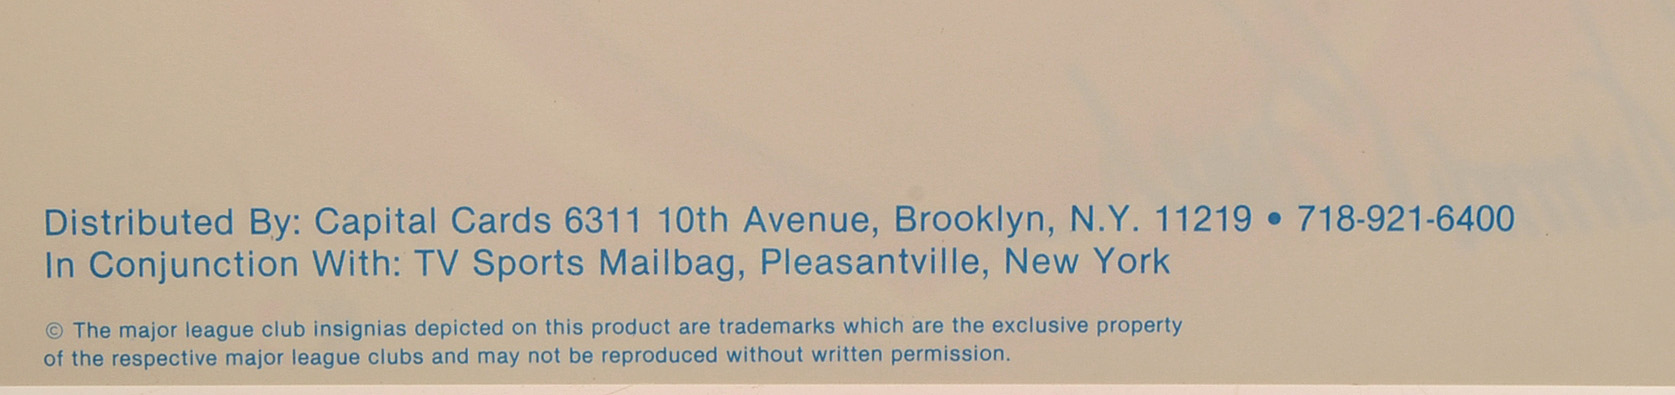 Distributed By: Capital Cards 6311 10th Avenue, Brooklyn, N.Y. 11219 • 718-921-6400
In Conjunction With: TV Sports Mailbag, Pleasantville, New York
© The major league club insignias depicted on this product are trademarks which are the exclusive property
of the respective major league clubs and may not be reproduced without written permission.